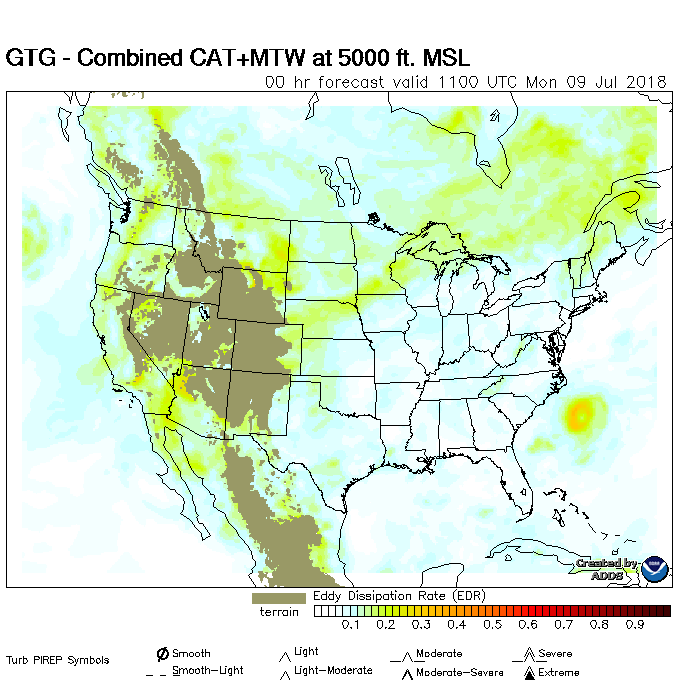 GTG - Combined CAT+MTW at 5000 ft. MSL
00 hr forecast valid 1100 UTC Mon 09 Jul 2018
Created by
ADDS
terrain
Eddy Dissipation Rate (EDR)
0.1 0.2 0.3 0.4 0.5 0.6 0.7 0.8 0.9
Turb PIREP Symbols
Smooth
Light
Moderate
Severe
Smooth-Light
Light-Moderate
Moderate-Severe
Extreme